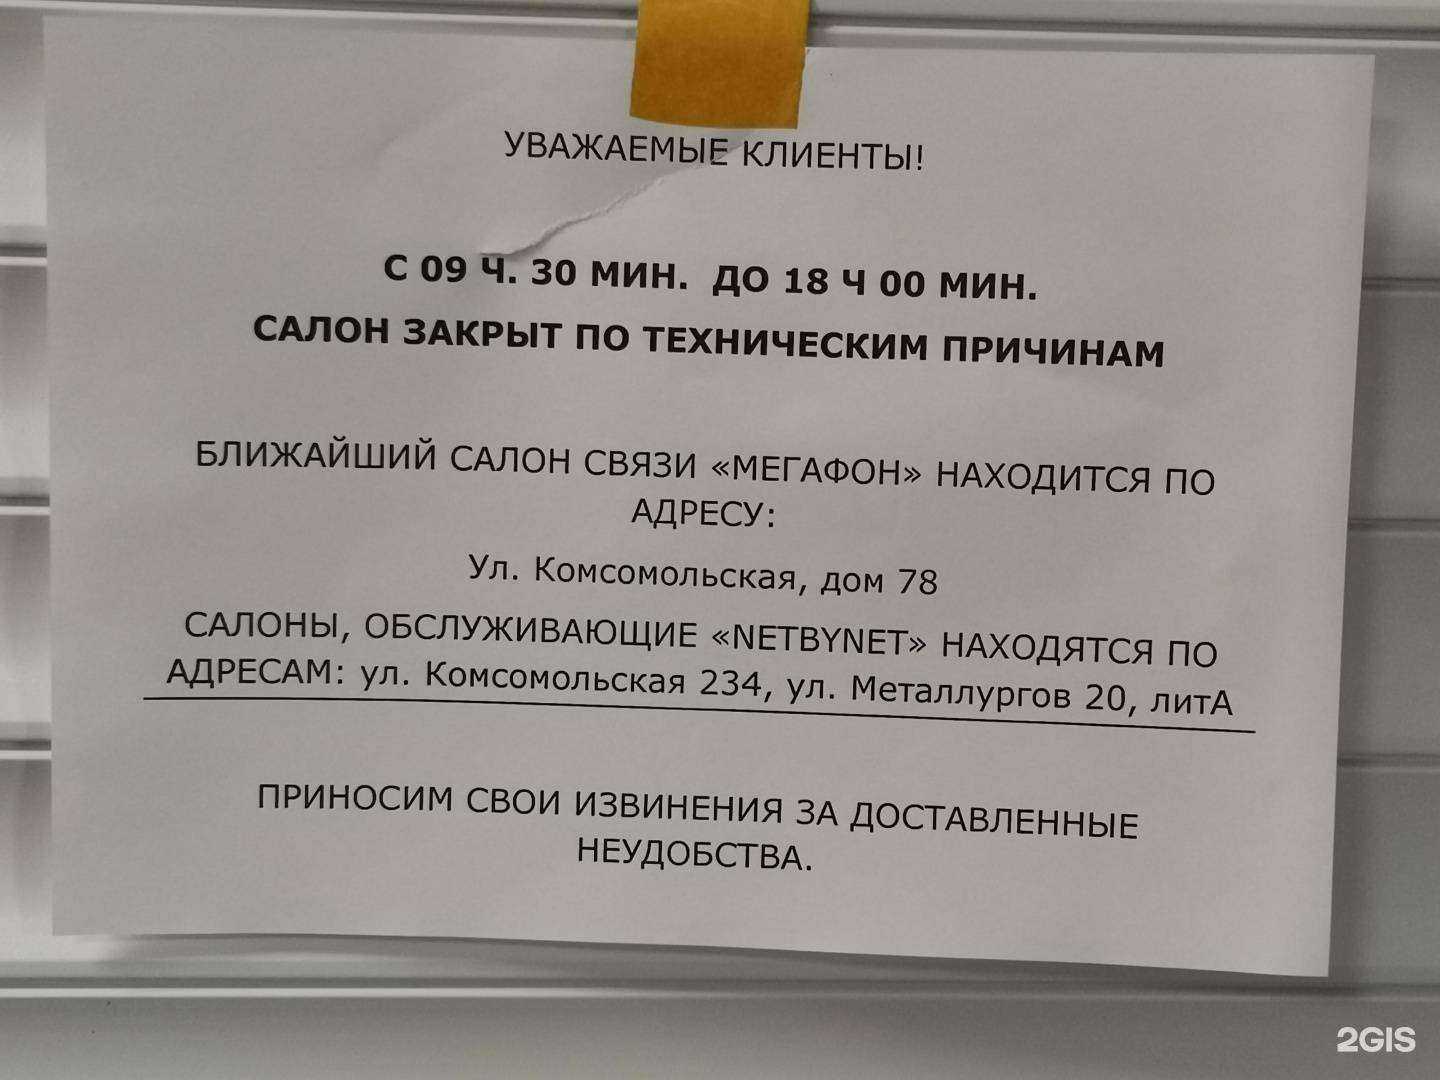 УВАЖАЕМЫЕ КЛИЕНТЫ!
С 09 Ч. 30 МИН. ДО 18 Ч 00 МИН.
САЛОН ЗАКРЫТ ПО ТЕХНИЧЕСКИМ ПРИЧИНАМ
БЛИЖАЙШИЙ САЛОН СВЯЗИ «МЕГАФОН» НАХОДИТСЯ ПО
АДРЕСУ:
Ул. Комсомольская, дом 78
САЛОНЫ, ОБСЛУЖИВАЮЩИЕ «NETBYNET» НАХОДЯТСЯ ПО
АДРЕСАМ: ул. Комсомольская 234, ул. Металлургов 20, литА
ПРИНОСИМ СВОИ ИЗВИНЕНИЯ ЗА ДОСТАВЛЕННЫЕ
НЕУДОБСТВА.
2GIS